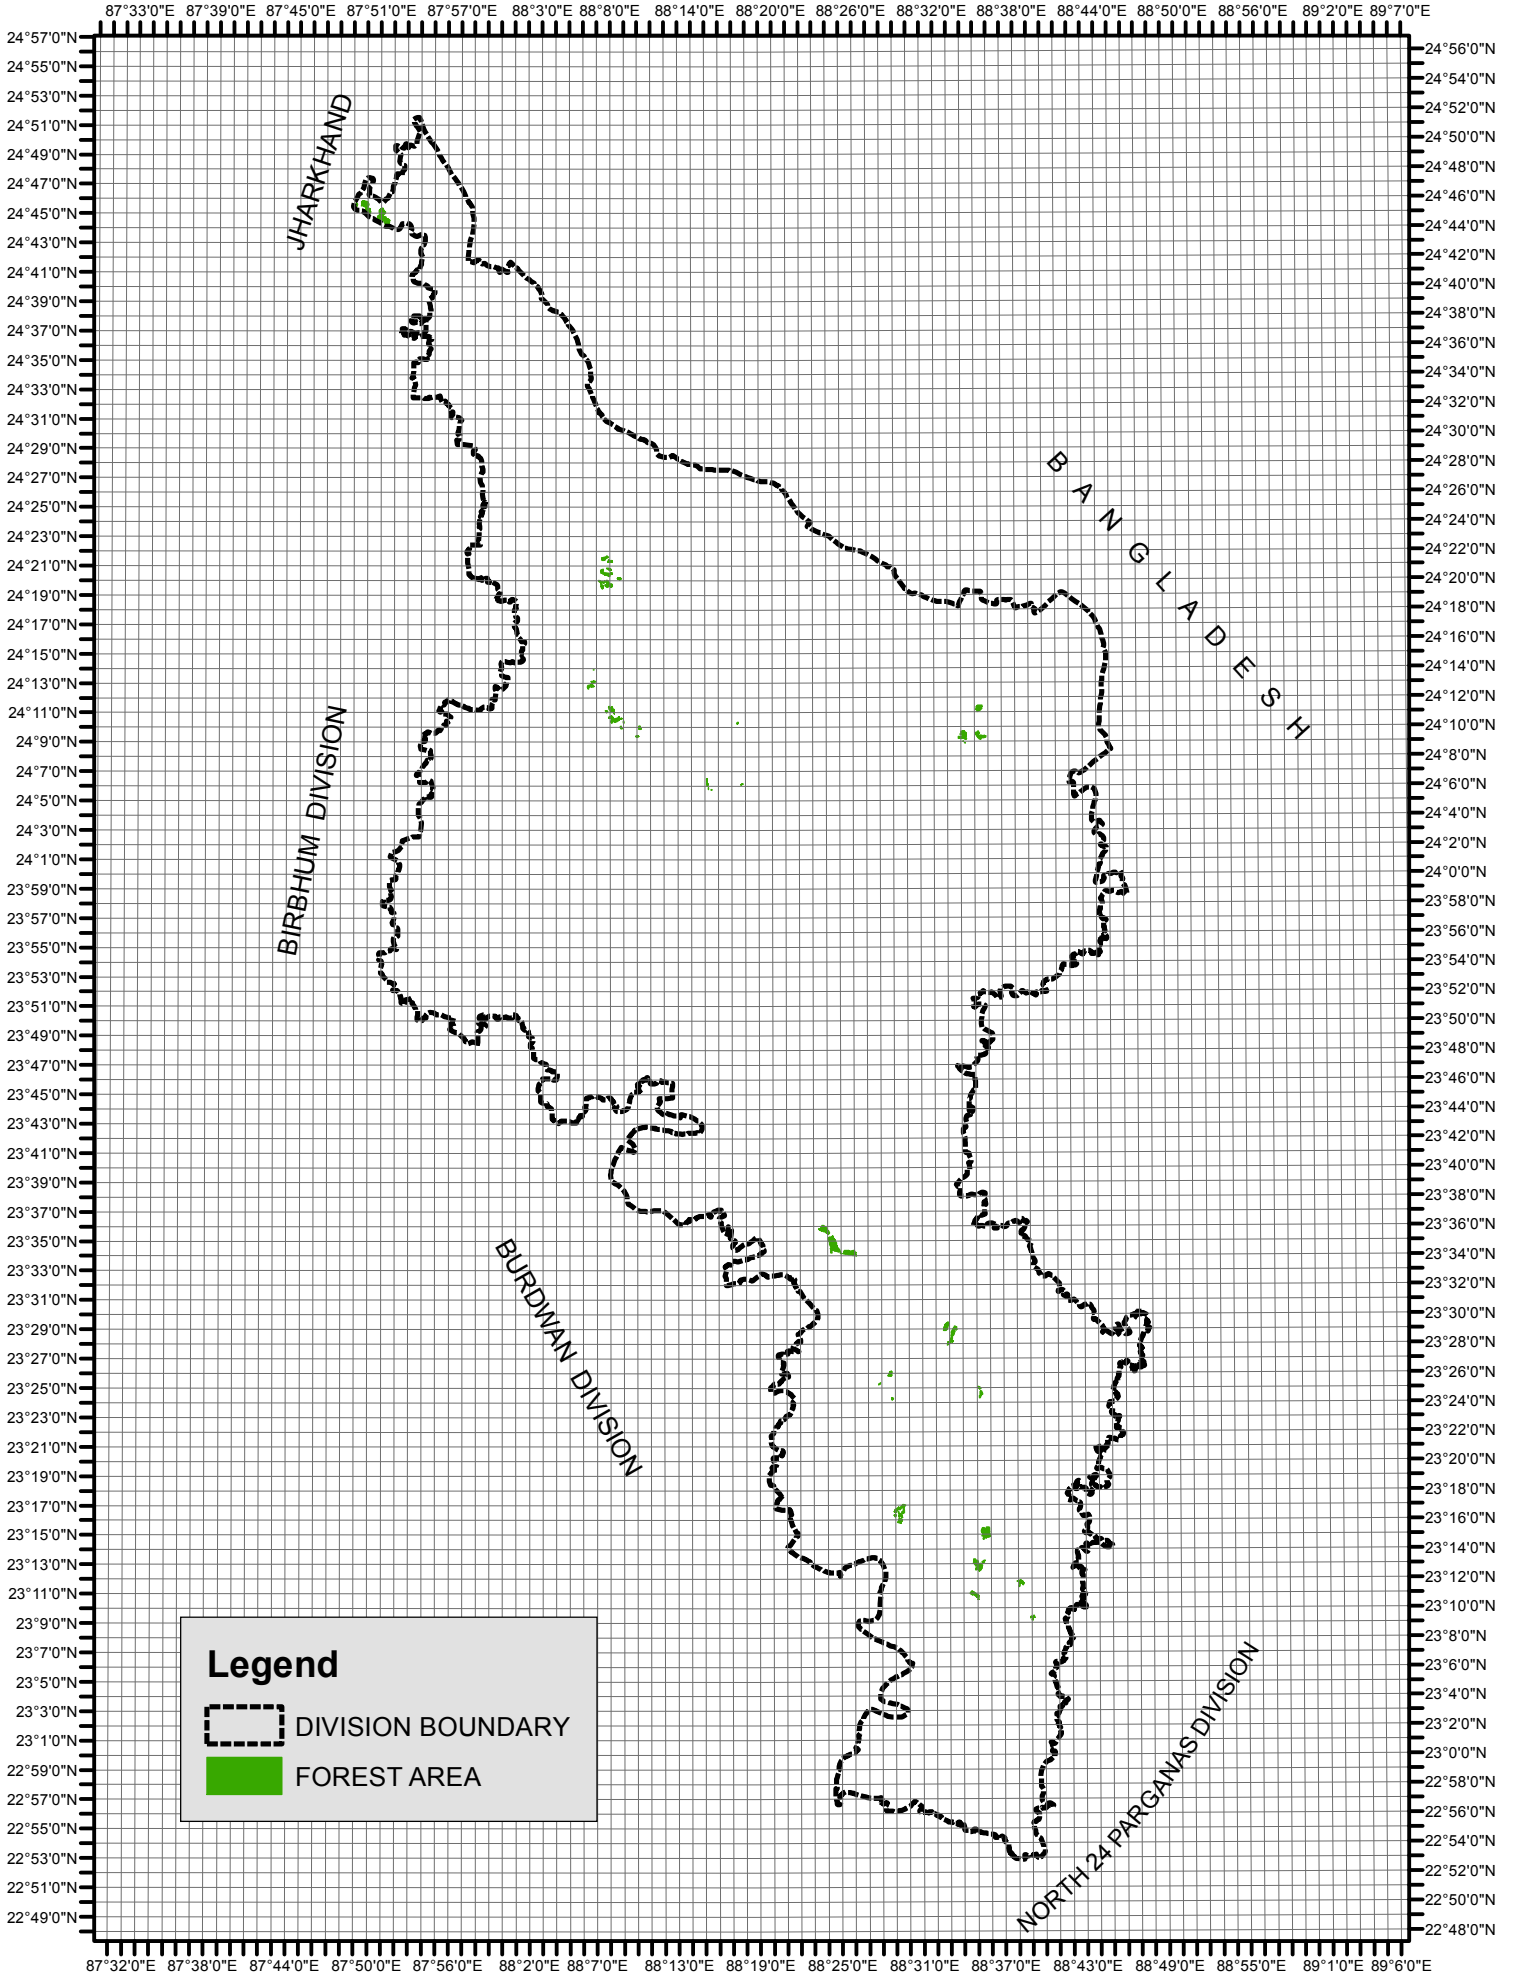 87°33'0"E 87°39'0"E 87°45'0"E 87°51'0"E 87°57'0"E 88°3'0"E 88°8'0"E 88°14'0"E 88°20'0"E 88°26'0"E 88°32'0"E 88°38'0"E 88°44'0"E 88°50'0"E 88°56'0"E 89°2'0"E 89°7'0"E
24°57'0"N
24°55'0"N
24°53'0"N
24°51'0"N
24°49'0"N
24°47'0"N
24°45'0"N
24°43'0"N
24°41'0"N
24°39'0"N
24°37'0"N
24°35'0"N
24°33'0"N
24°31'0"N
24°29'0"N
24°27'0"N
24°25'0"N
24°23'0"N
24°21'0"N
24°19'0"N
24°17'0"N
24°15'0"N
24°13'0"N
24°11'0"N
24°9'0"N
24°7'0"N
24°5'0"N
24°3'0"N
24°1'0"N
23°59'0"N
23°57'0"N
23°55'0"N
23°53'0"N
23°51'0"N
23°49'0"N
23°47'0"N
23°45'0"N
23°43'0"N
23°41'0"N
23°39'0"N
23°37'0"N
23°35'0"N
23°33'0"N
23°31'0"N
23°29'0"N
23°27'0"N
23°25'0"N
23°23'0"N
23°21'0"N
23°19'0"N
23°17'0"N
23°15'0"N
23°13'0"N
23°11'0"N
23°9'0"N
23°7'0"N
23°5'0"N
23°3'0"N
23°1'0"N
22°59'0"N
22°57'0"N
22°55'0"N
22°53'0"N
22°51'0"N
22°49'0"N
JHARKHAND
BANGLADESH
BIRBHUM DIVISION
BURDWAN DIVISION
NORTH 24 PARGANAS DIVISION
Legend
DIVISION BOUNDARY
FOREST AREA
24°56'0"N
24°54'0"N
24°52'0"N
24°50'0"N
24°48'0"N
24°46'0"N
24°44'0"N
24°42'0"N
24°40'0"N
24°38'0"N
24°36'0"N
24°34'0"N
24°32'0"N
24°30'0"N
24°28'0"N
24°26'0"N
24°24'0"N
24°22'0"N
24°20'0"N
24°18'0"N
24°16'0"N
24°14'0"N
24°12'0"N
24°10'0"N
24°8'0"N
24°6'0"N
24°4'0"N
24°2'0"N
24°0'0"N
23°58'0"N
23°56'0"N
23°54'0"N
23°52'0"N
23°50'0"N
23°48'0"N
23°46'0"N
23°44'0"N
23°42'0"N
23°40'0"N
23°38'0"N
23°36'0"N
23°34'0"N
23°32'0"N
23°30'0"N
23°28'0"N
23°26'0"N
23°24'0"N
23°22'0"N
23°20'0"N
23°18'0"N
23°16'0"N
23°14'0"N
23°12'0"N
23°10'0"N
23°8'0"N
23°6'0"N
23°4'0"N
23°2'0"N
23°0'0"N
22°58'0"N
22°56'0"N
22°54'0"N
22°52'0"N
22°50'0"N
22°48'0"N
87°32'0"E 87°38'0"E 87°44'0"E 87°50'0"E 87°56'0"E 88°2'0"E 88°7'0"E 88°13'0"E 88°19'0"E 88°25'0"E 88°31'0"E 88°37'0"E 88°43'0"E 88°49'0"E 88°55'0"E 89°1'0"E 89°6'0"E